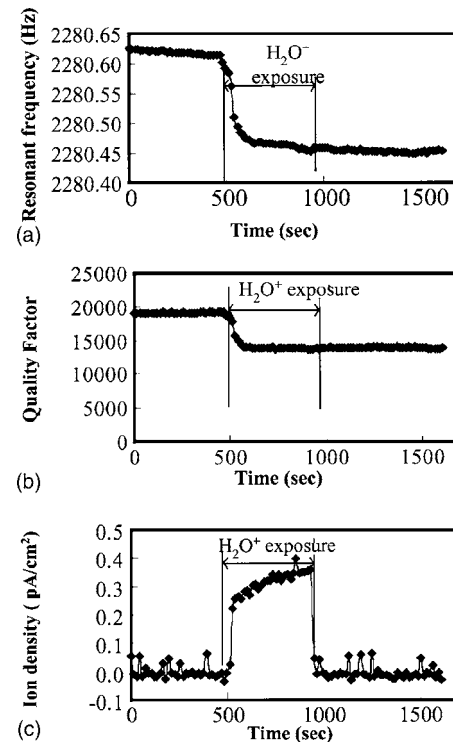 Resonant frequency (Hz)
2280.65
2280.60
2280.55
2280.50
2280.45
2280.40
H₂O⁻
exposure
0
500
1000
1500
Time (sec)
(a)
Quality Factor
25000
20000
15000
10000
5000
0
H₂O⁺ exposure
0
500
1000
1500
Time (sec)
(b)
Ion density ( pA/cm²)
0.5
0.4
0.3
0.2
0.1
0.0
-0.1
H₂O⁺ exposure
0
500
1000
1500
Time (sec)
(c)